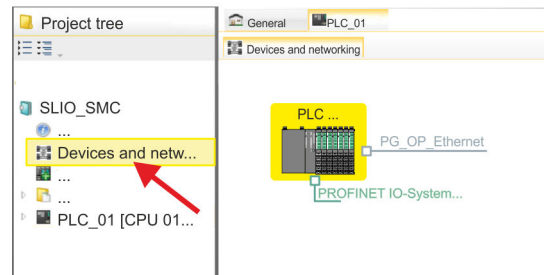 Project tree
SLIO_SMC
...
Devices and netw...
...
...
PLC_01 [CPU 01...
General
PLC_01
Devices and networking
PLC ...
PG_OP_Ethernet
PROFINET IO-System...